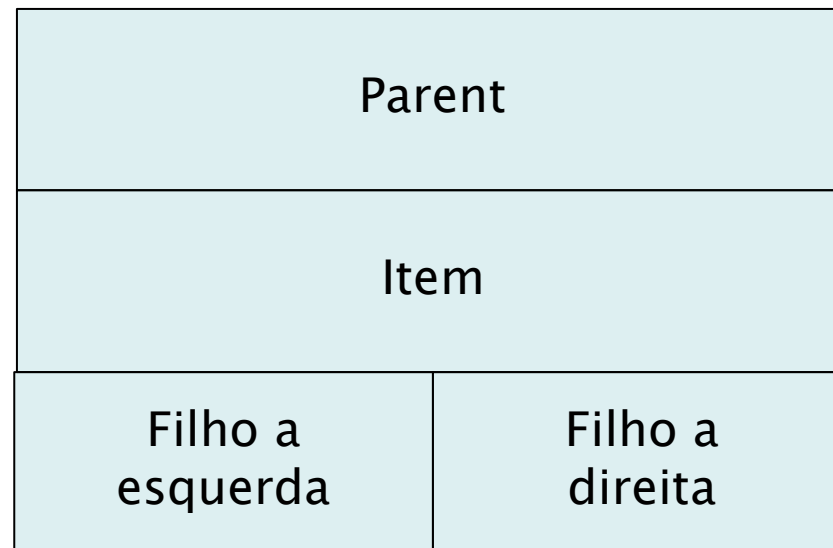 Parent
Item
Filho a
esquerda
Filho a
direita